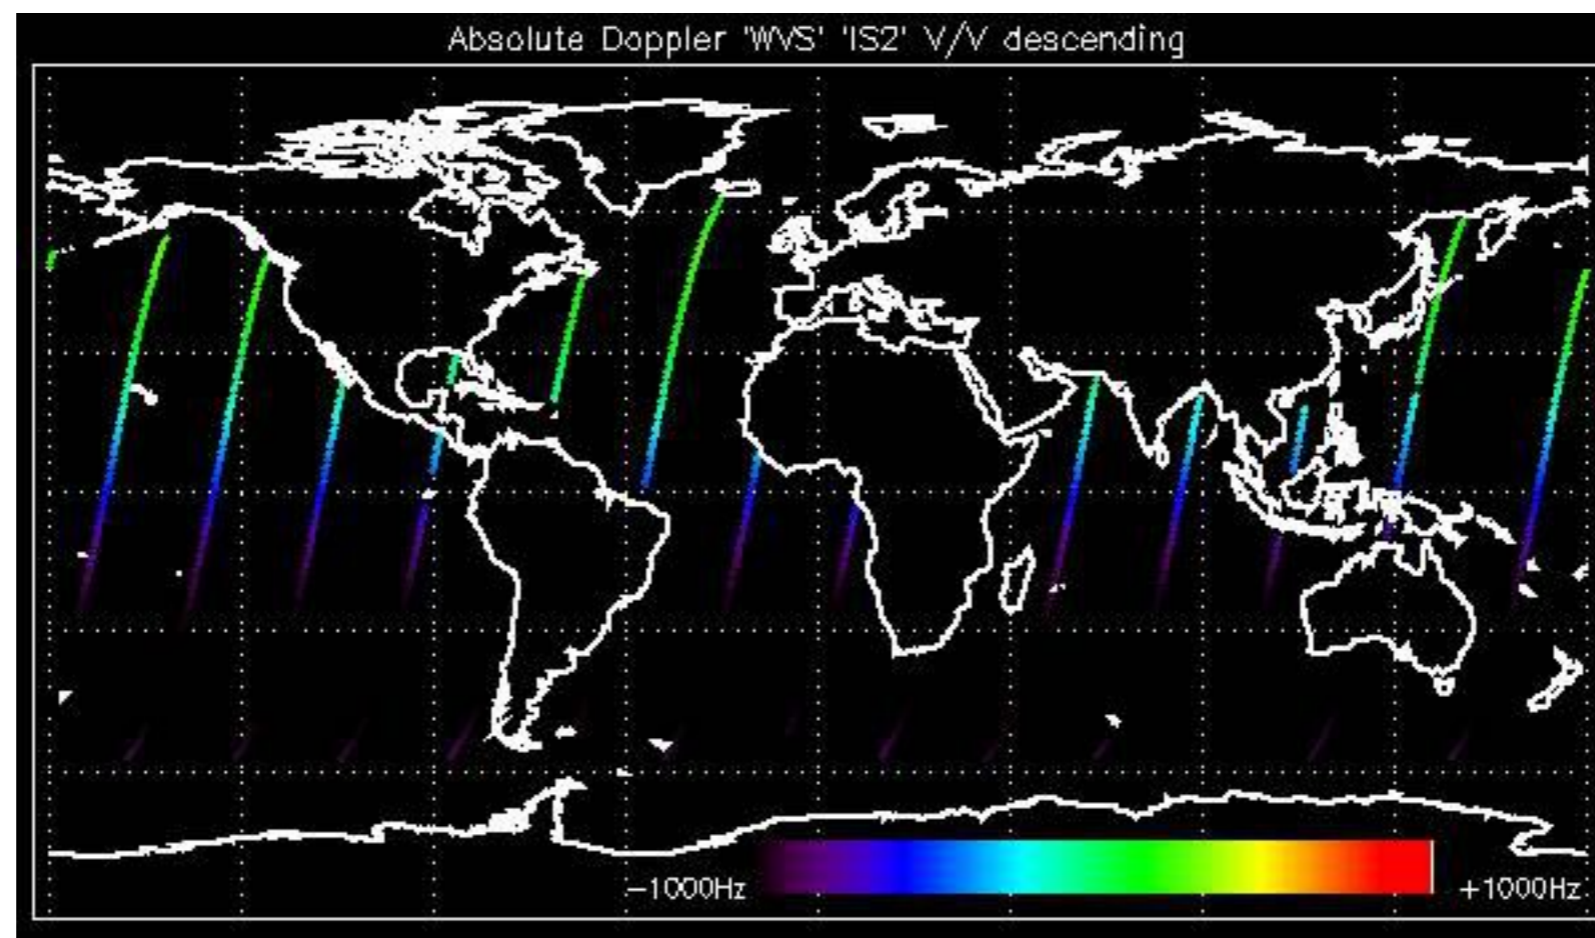 Absolute Doppler 'WVS' 'IS2' V/V descending
−1000Hz
+1000Hz